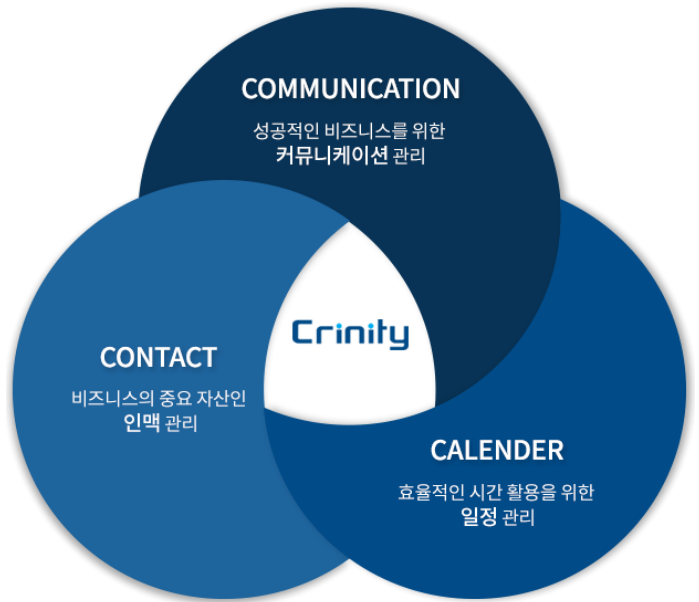 COMMUNICATION
성공적인 비즈니스를 위한
커뮤니케이션 관리
Crinity
CONTACT
비즈니스의 중요 자산인
인맥 관리
CALENDER
효율적인 시간 활용을 위한
일정 관리